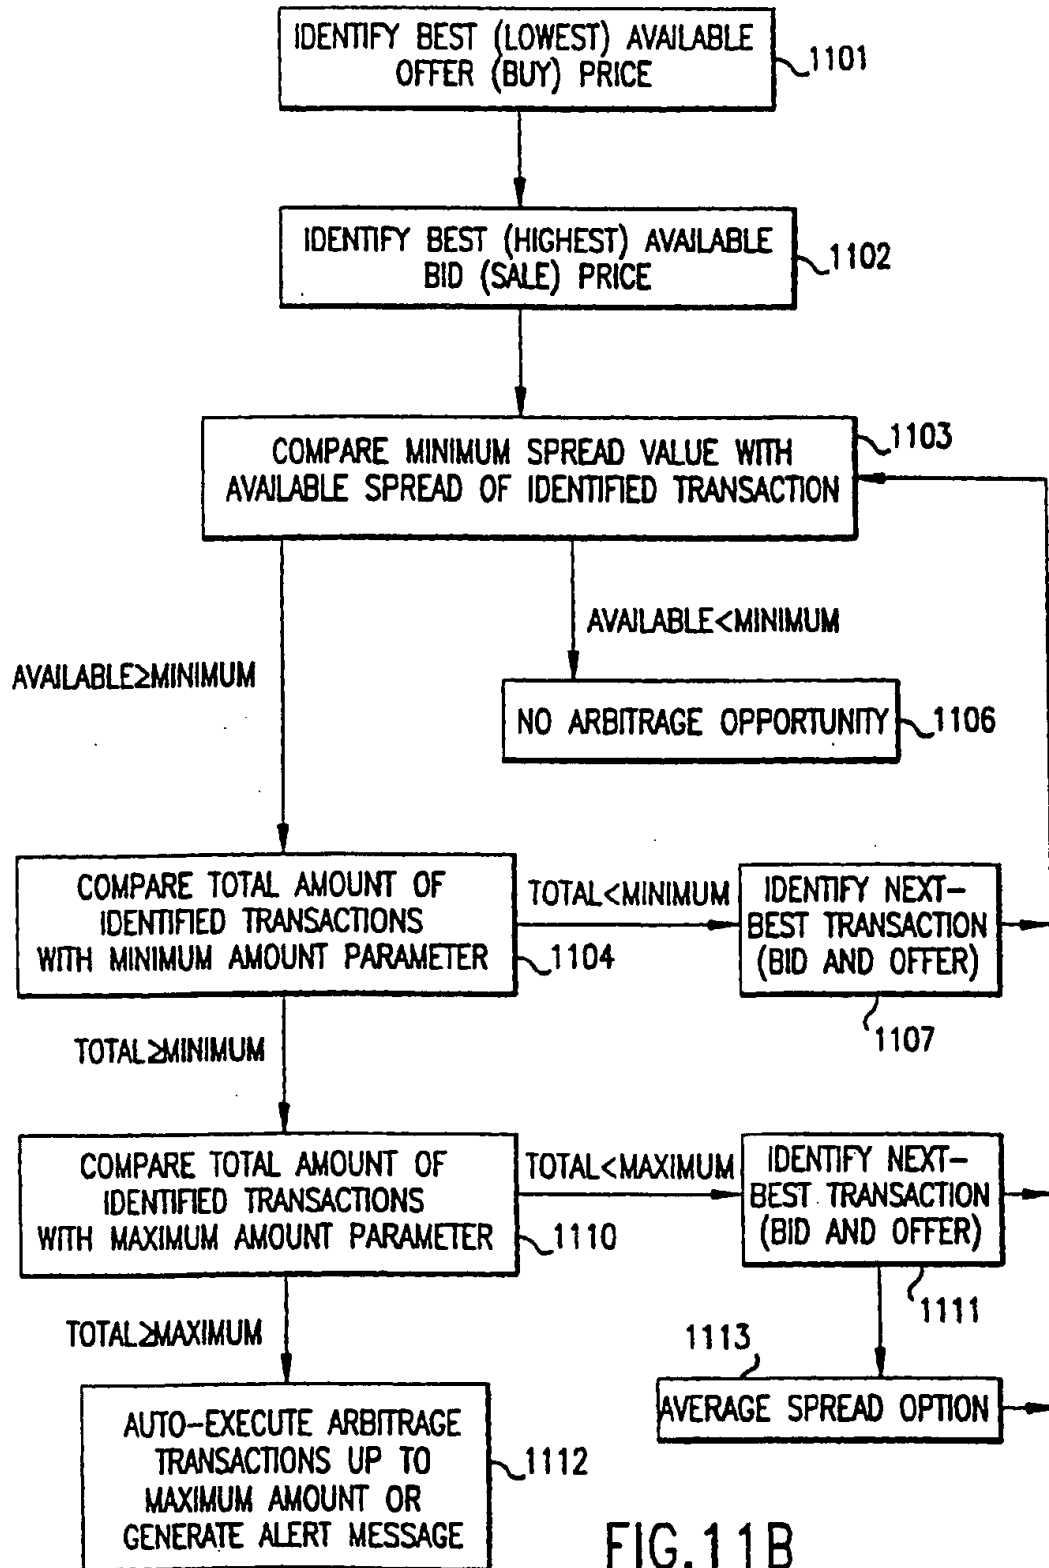 IDENTIFY BEST (LOWEST) AVAILABLE
OFFER (BUY) PRICE
1101
IDENTIFY BEST (HIGHEST) AVAILABLE
BID (SALE) PRICE
1102
COMPARE MINIMUM SPREAD VALUE WITH
AVAILABLE SPREAD OF IDENTIFIED TRANSACTION
1103
AVAILABLE<MINIMUM
AVAILABLE≥MINIMUM
NO ARBITRAGE OPPORTUNITY
1106
COMPARE TOTAL AMOUNT OF
IDENTIFIED TRANSACTIONS
WITH MINIMUM AMOUNT PARAMETER
1104
TOTAL<MINIMUM
IDENTIFY NEXT-
BEST TRANSACTION
(BID AND OFFER)
1107
TOTAL≥MINIMUM
COMPARE TOTAL AMOUNT OF
IDENTIFIED TRANSACTIONS
WITH MAXIMUM AMOUNT PARAMETER
1110
TOTAL<MAXIMUM
IDENTIFY NEXT-
BEST TRANSACTION
(BID AND OFFER)
1111
TOTAL≥MAXIMUM
1113
AVERAGE SPREAD OPTION
AUTO-EXECUTE ARBITRAGE
TRANSACTIONS UP TO
MAXIMUM AMOUNT OR
GENERATE ALERT MESSAGE
1112
FIG.11B